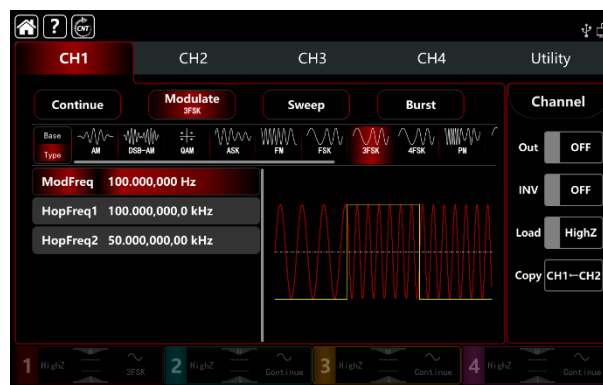 ? CNT
CH1 CH2 CH3 CH4 Utility
Continue Modulate Sweep Burst Channel
3FSK
Base
Type AM DSB-AM QAM ASK FM FSK 3FSK 4FSK PM
Out OFF
ModFreq 100.000,000 Hz
INV OFF
HopFreq1 100.000,000,0 kHz
Load HighZ
HopFreq2 50.000,000,00 kHz
Copy CH1←CH2
1 HighZ 3FSK 2 HighZ Continue 3 HighZ Continue 4 HighZ Continue